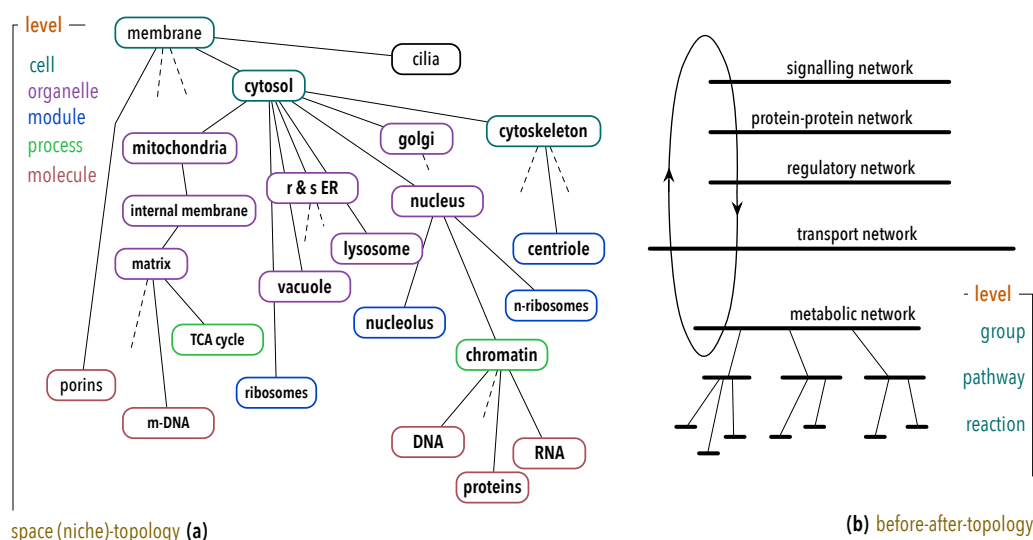 level
cell
organelle
module
process
molecule
membrane
cilia
cytosol
cytoskeleton
golgi
mitochondria
r & s ER
nucleus
internal membrane
lysosome
centriole
matrix
vacuole
n-ribosomes
nucleolus
TCA cycle
chromatin
porins
ribosomes
m-DNA
DNA
RNA
proteins
space (niche)-topology (a)
signalling network
protein-protein network
regulatory network
transport network
level
metabolic network
group
pathway
reaction
(b) before-after-topology